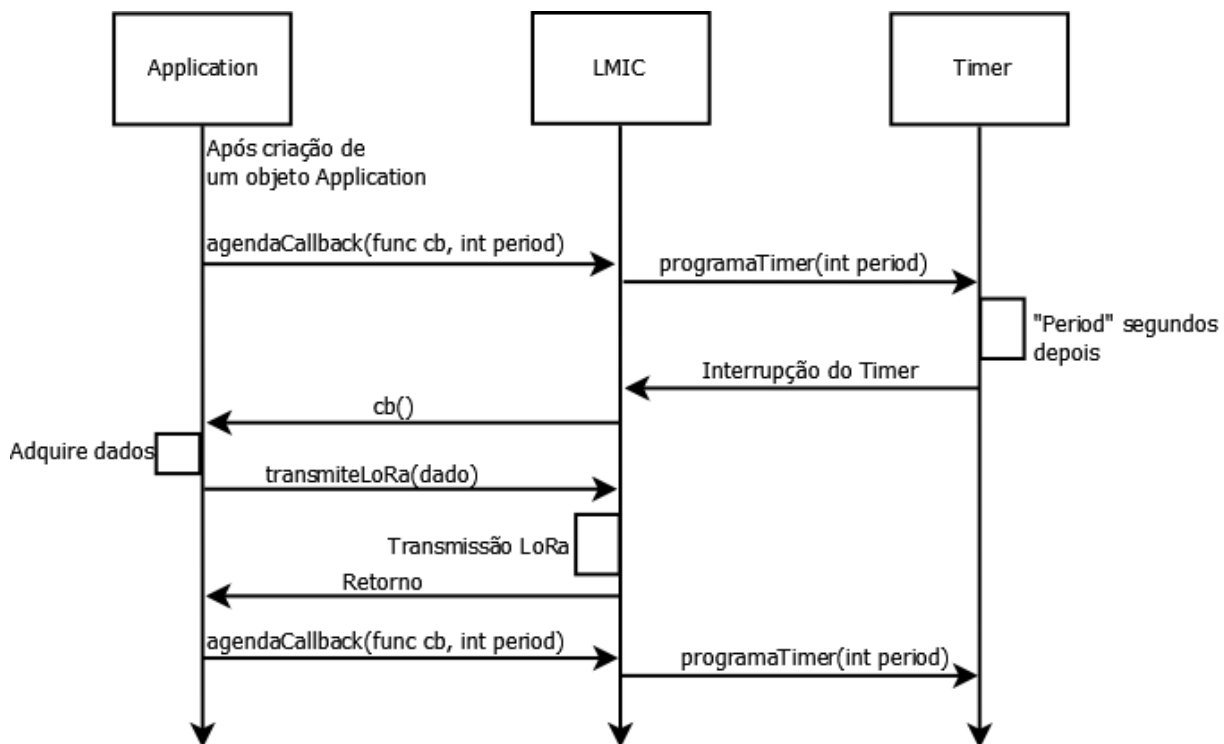 Application
LMIC
Timer
Após criação de
um objeto Application
agendaCallback(func cb, int period)
programaTimer(int period)
"Period" segundos
depois
Interrupção do Timer
cb()
Adquire dados
transmiteLoRa(dado)
Transmissão LoRa
Retorno
agendaCallback(func cb, int period)
programaTimer(int period)